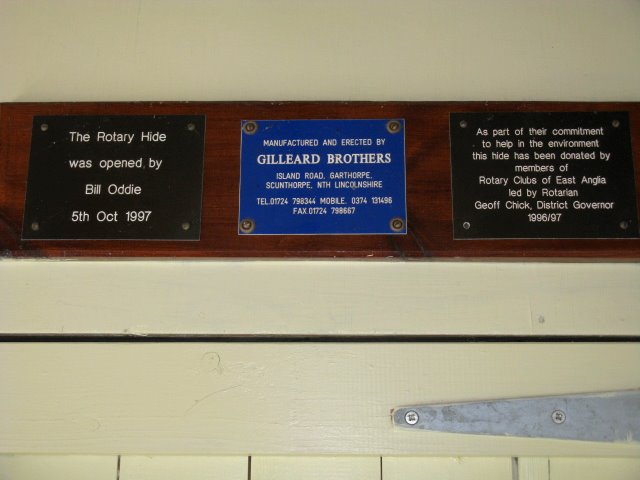 The Rotary Hide
was opened by
Bill Oddie
5th Oct 1997
MANUFACTURED AND ERECTED BY
GILLEARD BROTHERS
ISLAND ROAD, GARTHORPE,
SCUNTHORPE, NTH LINCOLNSHIRE
TEL.01724 798344 MOBILE. 0374 131496
FAX.01724 798667
As part of their commitment
to help in the environment
this hide has been donated by
members of
Rotary Clubs of East Anglia
led by Rotarian
Geoff Chick, District Governor
1996/97